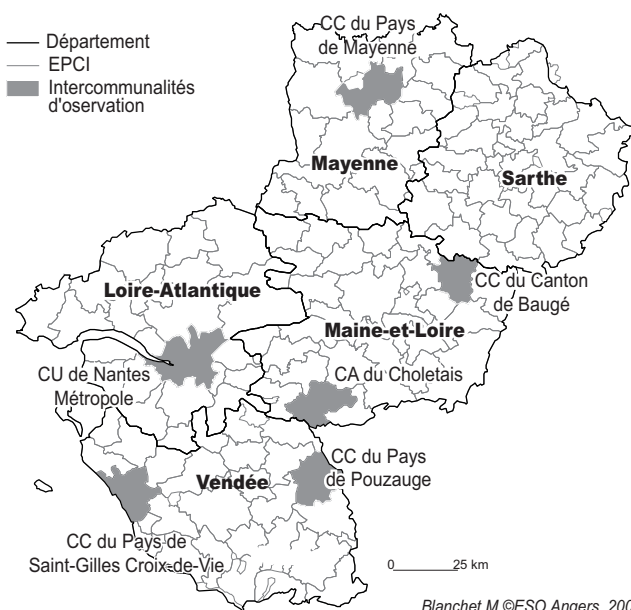 CC du Pays
de Mayenne
Département
EPCI
Intercommunalités
d'oservation
Mayenne
Sarthe
Loire-Atlantique
CC du Canton
de Baugé
Maine-et-Loire
CU de Nantes
Métropole
CA du Choletais
CC du Pays
de Pouzauge
Vendée
CC du Pays de
Saint-Gilles Croix-de-Vie
0 25 km
Blanchet M.©ESO Angers,